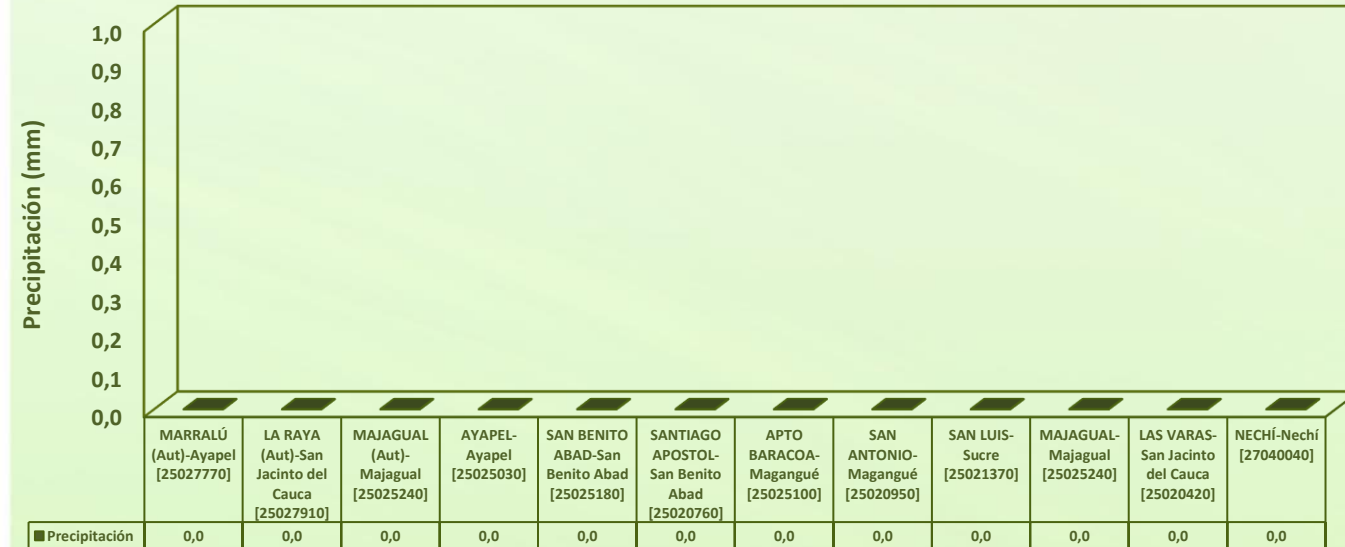 Precipitación (mm)
1,0
0,9
0,8
0,7
0,6
0,5
0,4
0,3
0,2
0,1
0,0
MARRALÚ
(Aut)-Ayapel
[25027770]
LA RAYA
(Aut)-San
Jacinto del
Cauca
[25027910]
MAJAGUAL
(Aut)-
Majagual
[25025240]
AYAPEL-
Ayapel
[25025030]
SAN BENITO
ABAD-San
Benito Abad
[25025180]
SANTIAGO
APOSTOL-
San Benito
Abad
[25020760]
APTO
BARACOA-
Magangué
[25025100]
SAN
ANTONIO-
Magangué
[25020950]
SAN LUIS-
Sucre
[25021370]
MAJAGUAL-
Majagual
[25025240]
LAS VARAS-
San Jacinto
del Cauca
[25020420]
NECHÍ-Nechí
[27040040]
Precipitación 0,0 0,0 0,0 0,0 0,0 0,0 0,0 0,0 0,0 0,0 0,0 0,0